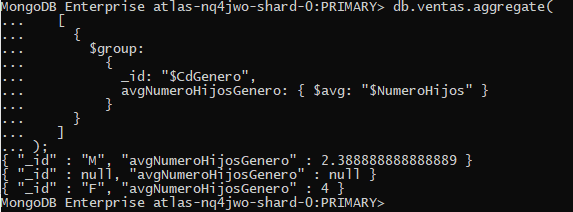 MongoDB Enterprise atlas-nq4jwo-shard-0:PRIMARY> db.ventas.aggregate(
...     [
...       {
...         $group:
...           {
...             _id: "$CdGenero",
...             avgNumeroHijosGenero: { $avg: "$NumeroHijos" }
...           }
...       }
...     ]
... );
{ "_id" : "M", "avgNumeroHijosGenero" : 2.388888888888889 }
{ "_id" : null, "avgNumeroHijosGenero" : null }
{ "_id" : "F", "avgNumeroHijosGenero" : 4 }
MongoDB Enterprise atlas-nq4jwo-shard-0:PRIMARY>